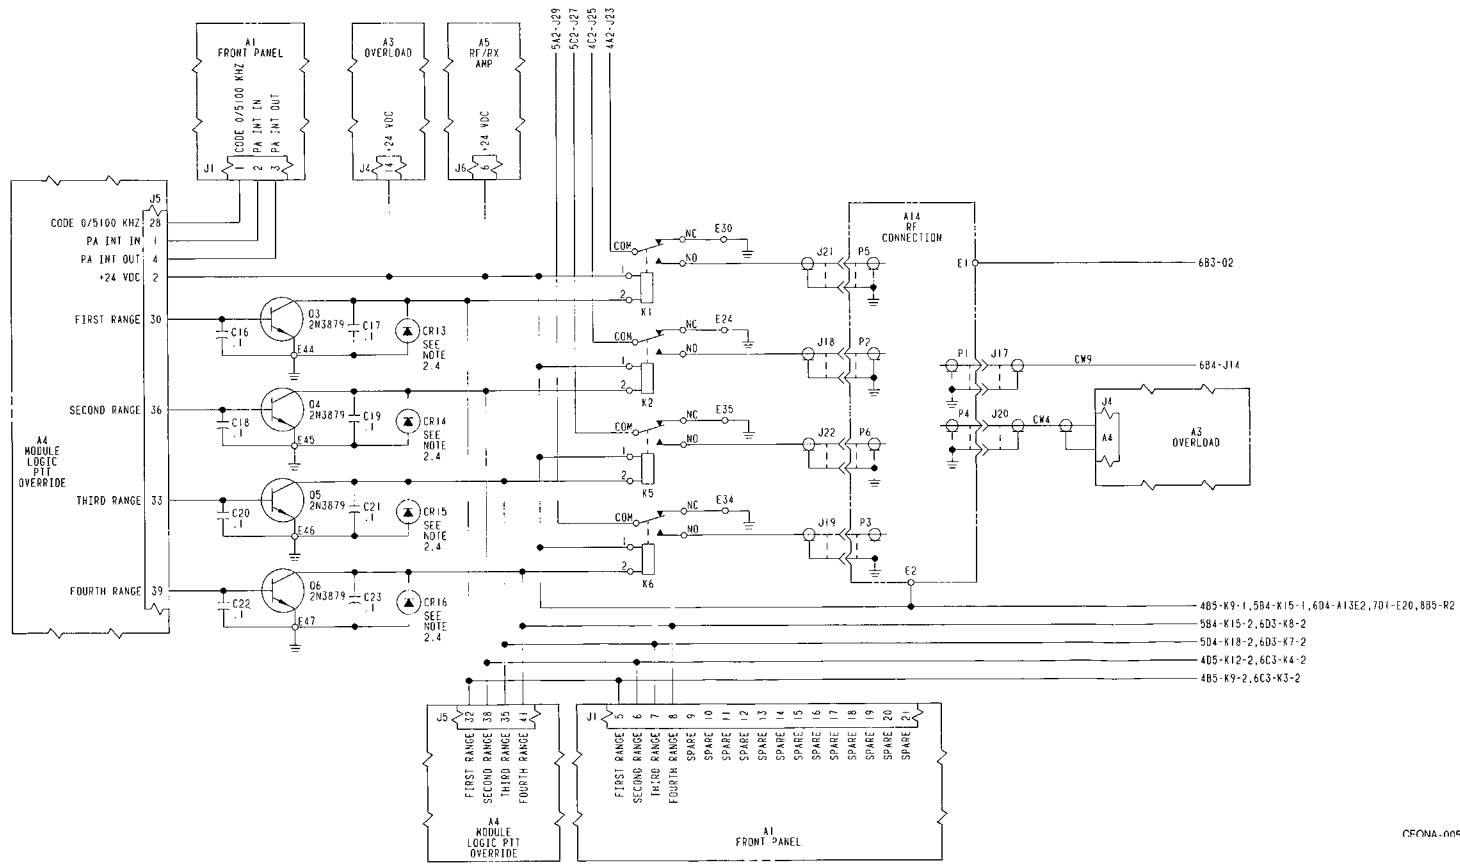 5A2-J29
5C2-J27
4C2-J25
4A2-J23
A1
FRONT PANEL
CODE 0/5100 KHZ
PA INT IN
PA INT OUT
J1 1 2 3
A3
OVERLOAD
+24 VDC
J4 14
A5
RF/RX
AMP
+24 VDC
J6 6
J5
CODE 0/5100 KHZ 28
PA INT IN 1
PA INT OUT 4
+24 VDC 2
FIRST RANGE 30
SECOND RANGE 36
THIRD RANGE 33
FOURTH RANGE 39
A4
MODULE
LOGIC
PTT
OVERRIDE
C16
.1
Q3
2N3879
E44
C17
.1
CR13
SEE
NOTE
2.4
C18
.1
Q4
2N3879
E45
C19
.1
CR14
SEE
NOTE
2.4
C20
.1
Q5
2N3879
E46
C21
.1
CR15
SEE
NOTE
2.4
C22
.1
Q6
2N3879
E47
C23
.1
CR16
SEE
NOTE
2.4
COM NC E30
NO
1
2
K1
COM NC E24
NO
1
2
K2
COM NC E35
NO
1
2
K5
COM NC E34
NO
1
2
K6
A14
RF
CONNECTION
J21 P5
J18 P2
J22 P6
J19 P3
E1
E2
6B3-02
P1 J17
CW9
6B4-J14
P4 J20
CW4
J4
A4
A3
OVERLOAD
4B5-K9-1,5B4-K15-1,6D4-A13E2,7D1-E20,8B5-R2
5B4-K15-2,6D3-K8-2
5D4-K18-2,6D3-K7-2
4D5-K12-2,6C3-K4-2
4B5-K9-2,6C3-K3-2
J5 32 38 35 41
FIRST RANGE
SECOND RANGE
THIRD RANGE
FOURTH RANGE
A4
MODULE
LOGIC PTT
OVERRIDE
J1 5 6 7 8 9 10 11 12 13 14 15 16 17 18 19 20 21
FIRST RANGE
SECOND RANGE
THIRD RANGE
FOURTH RANGE
SPARE
SPARE
SPARE
SPARE
SPARE
SPARE
SPARE
SPARE
SPARE
SPARE
SPARE
SPARE
SPARE
A1
FRONT PANEL